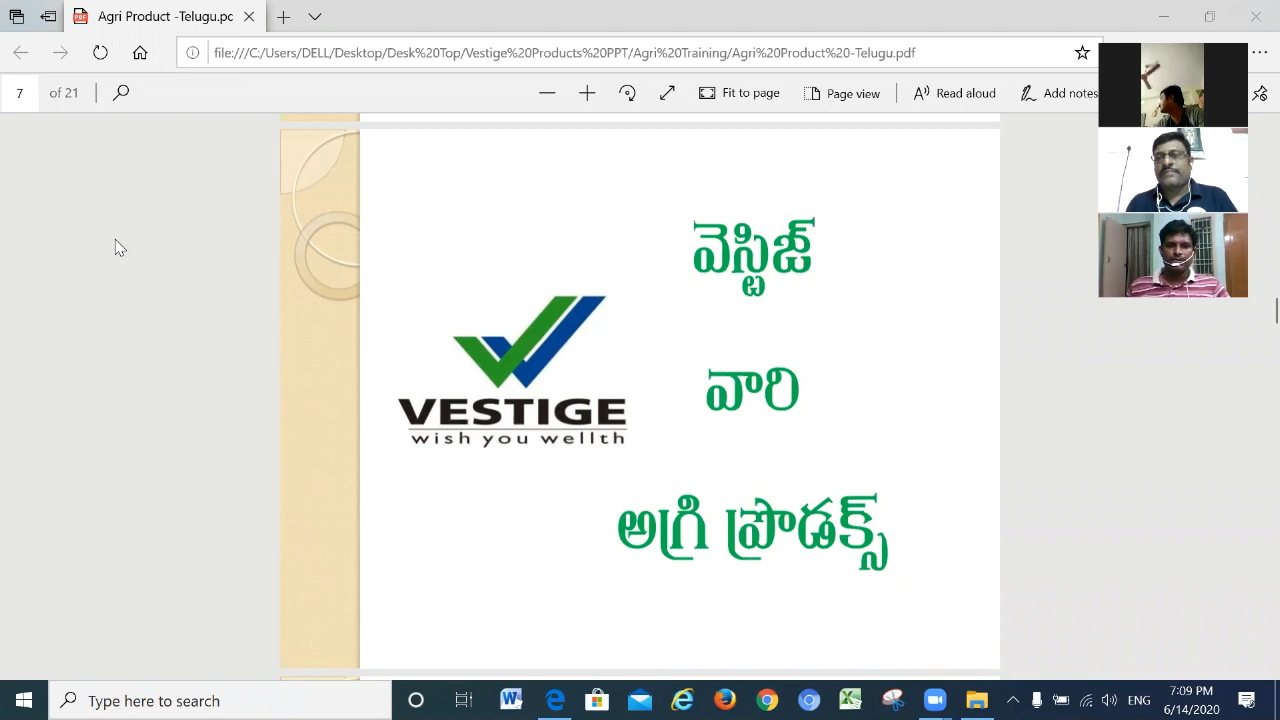 Agri Product -Telugu.pc
file:///C:/Users/DELL/Desktop/Desk%20Top/Vestige%20Products%20PPT/Agri%20Training/Agri%20Product%20-Telugu.pdf
7 of 21
Fit to page
Page view
Read aloud
Add notes
వెస్టిజ్
వారి
అగ్రి ప్రొడక్స్
VESTIGE
wish you wellth
Type here to search
ENG
7:09 PM
6/14/2020